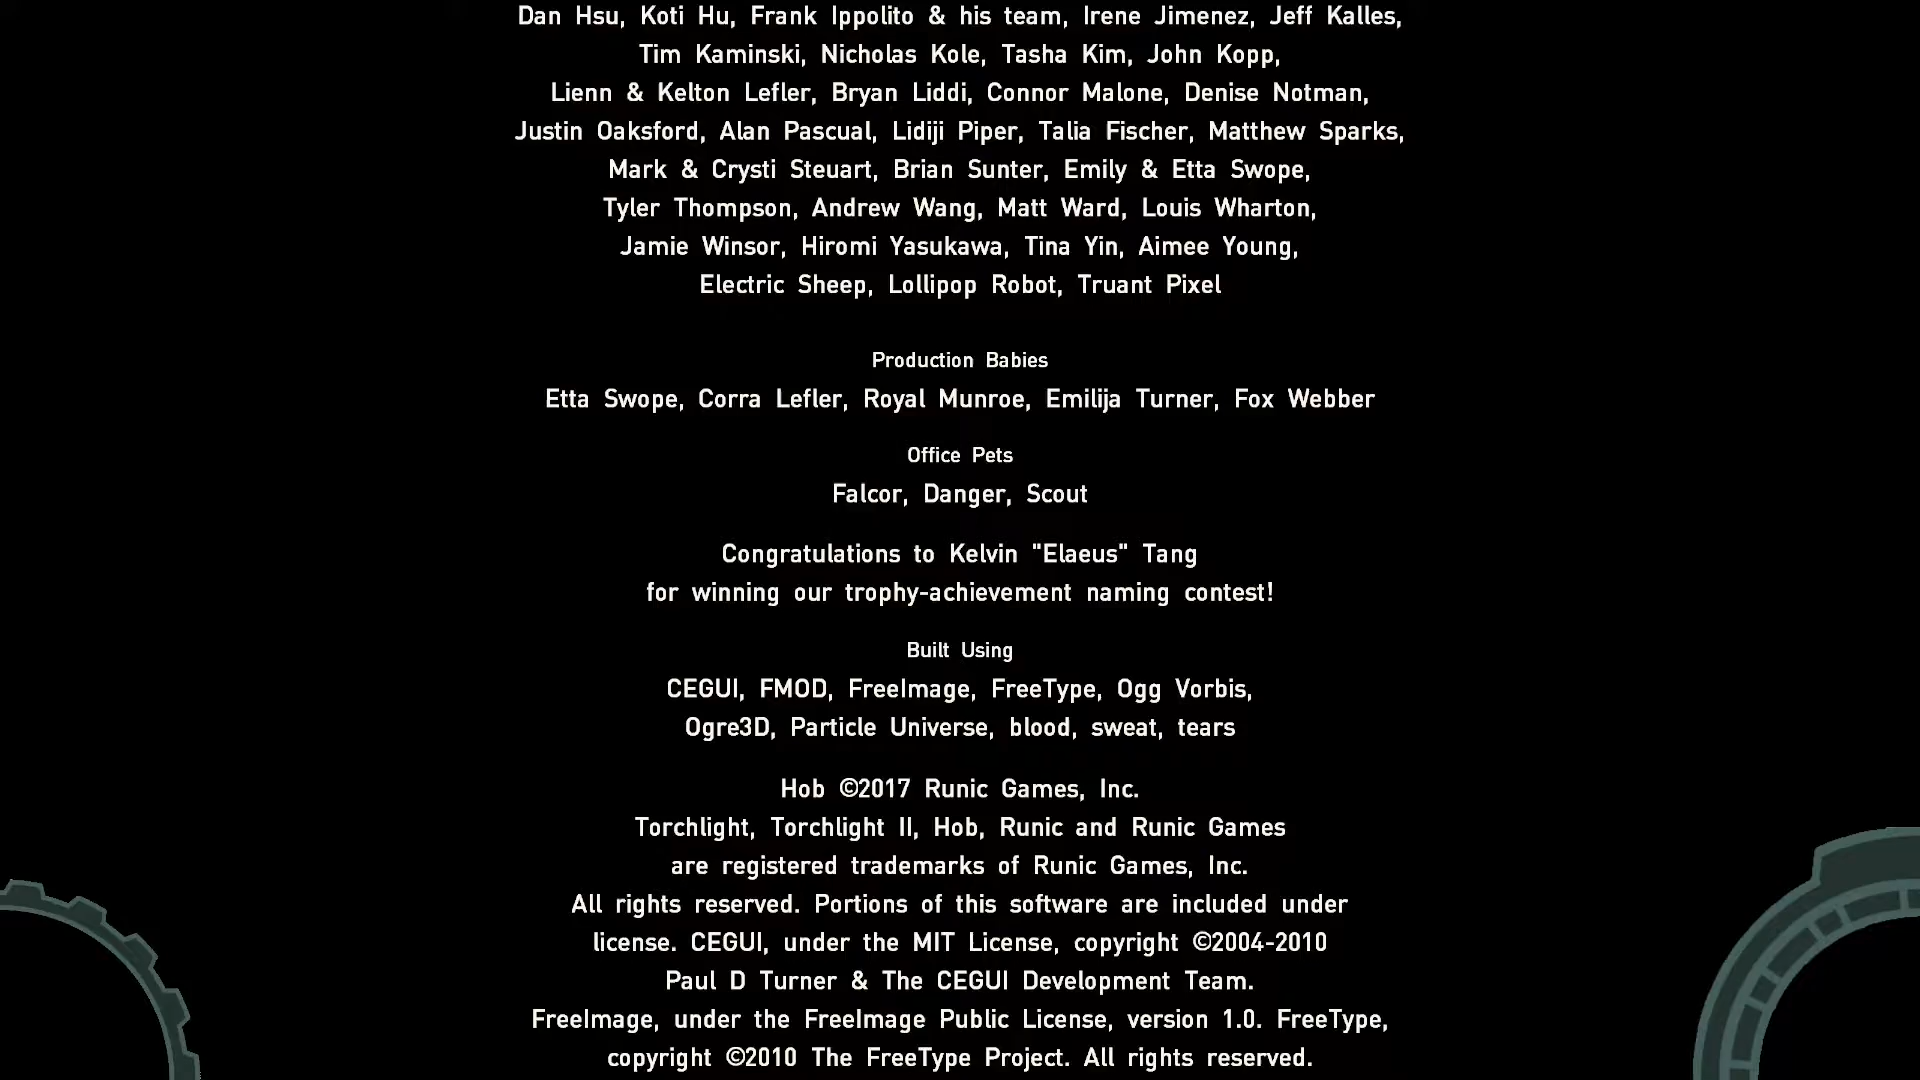 Dan Hsu, Koti Hu, Frank Ippolito & his team, Irene Jimenez, Jeff Kalles,
Tim Kaminski, Nicholas Kole, Tasha Kim, John Kopp,
Lienn & Kelton Lefler, Bryan Liddi, Connor Malone, Denise Notman,
Justin Oaksford, Alan Pascual, Lidiji Piper, Talia Fischer, Matthew Sparks,
Mark & Crysti Steuart, Brian Sunter, Emily & Etta Swope,
Tyler Thompson, Andrew Wang, Matt Ward, Louis Wharton,
Jamie Winsor, Hiromi Yasukawa, Tina Yin, Aimee Young,
Electric Sheep, Lollipop Robot, Truant Pixel
Production Babies
Etta Swope, Corra Lefler, Royal Munroe, Emilija Turner, Fox Webber
Office Pets
Falcor, Danger, Scout
Congratulations to Kelvin "Elaeus" Tang
for winning our trophy-achievement naming contest!
Built Using
CEGUI, FMOD, FreeImage, FreeType, Ogg Vorbis,
Ogre3D, Particle Universe, blood, sweat, tears
Hob ©2017 Runic Games, Inc.
Torchlight, Torchlight II, Hob, Runic and Runic Games
are registered trademarks of Runic Games, Inc.
All rights reserved. Portions of this software are included under
license. CEGUI, under the MIT License, copyright ©2004-2010
Paul D Turner & The CEGUI Development Team.
FreeImage, under the FreeImage Public License, version 1.0. FreeType,
copyright ©2010 The FreeType Project. All rights reserved.